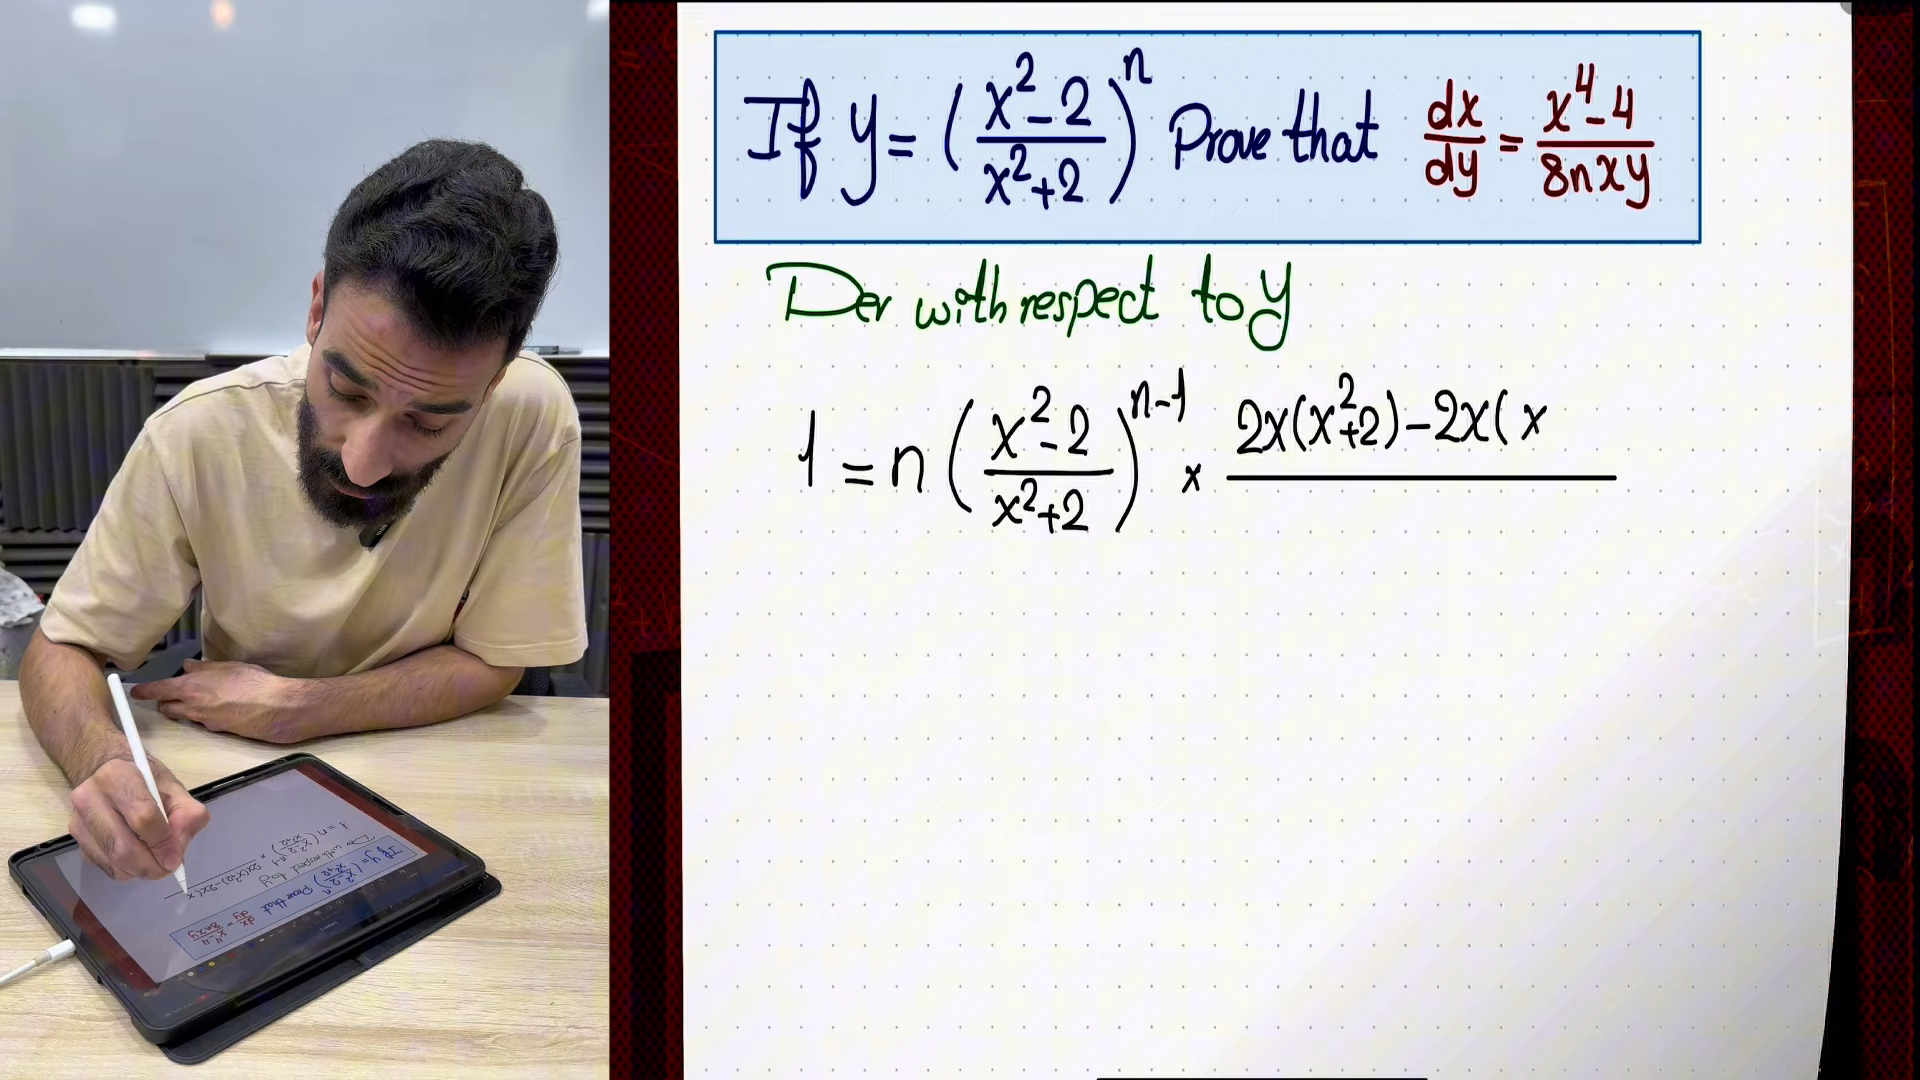 If y = (x²-2 / x²+2)ⁿ Prove that dx/dy = x⁴-4 / 8nxy
Der with respect to y
1 = n (x²-2 / x²+2)ⁿ⁻¹ × 2x(x²+2)-2x( x